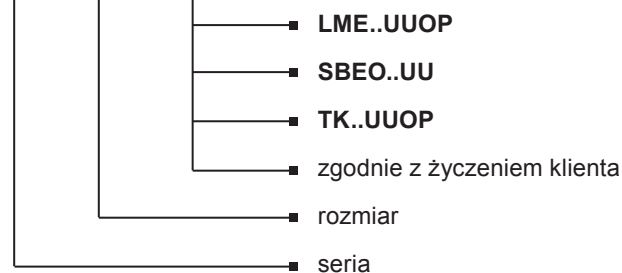 LME..UUOP
SBEO..UU
TK..UUOP
zgodnie z życzeniem klienta
rozmiar
seria